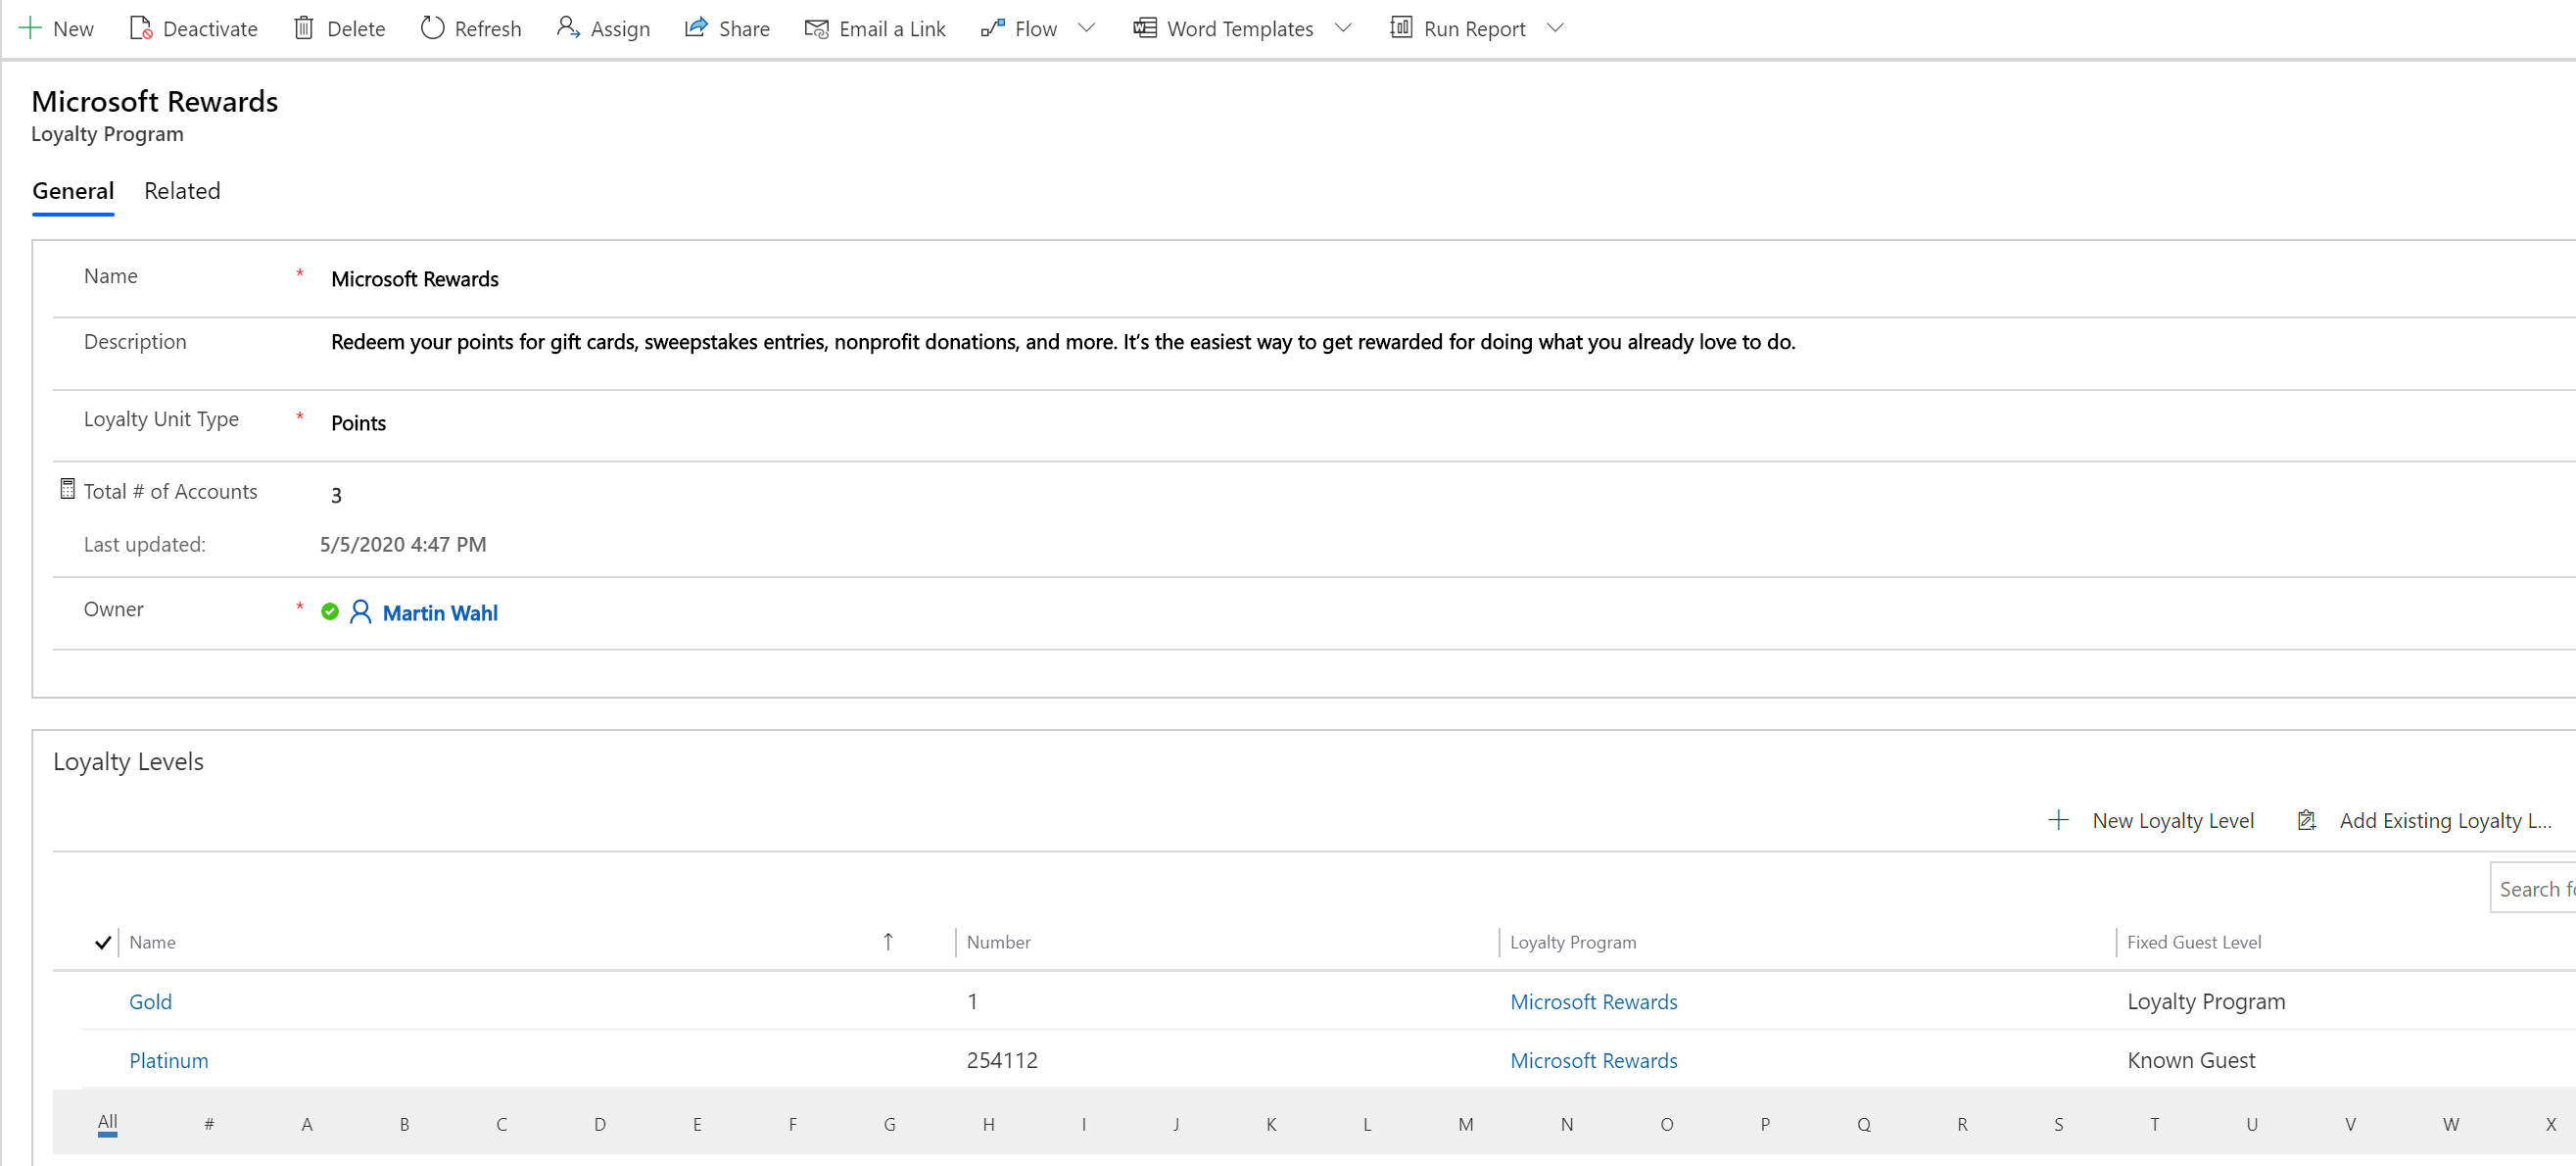 New Deactivate Delete Refresh Assign Share Email a Link Flow Word Templates Run Report
Microsoft Rewards
Loyalty Program
General Related
Name * Microsoft Rewards
Description Redeem your points for gift cards, sweepstakes entries, nonprofit donations, and more. It’s the easiest way to get rewarded for doing what you already love to do.
Loyalty Unit Type * Points
Total # of Accounts 3
Last updated: 5/5/2020 4:47 PM
Owner * Martin Wahl
Loyalty Levels
New Loyalty Level Add Existing Loyalty L...
Search fo
Name ↑ Number Loyalty Program Fixed Guest Level
Gold 1 Microsoft Rewards Loyalty Program
Platinum 254112 Microsoft Rewards Known Guest
All # A B C D E F G H I J K L M N O P Q R S T U V W X